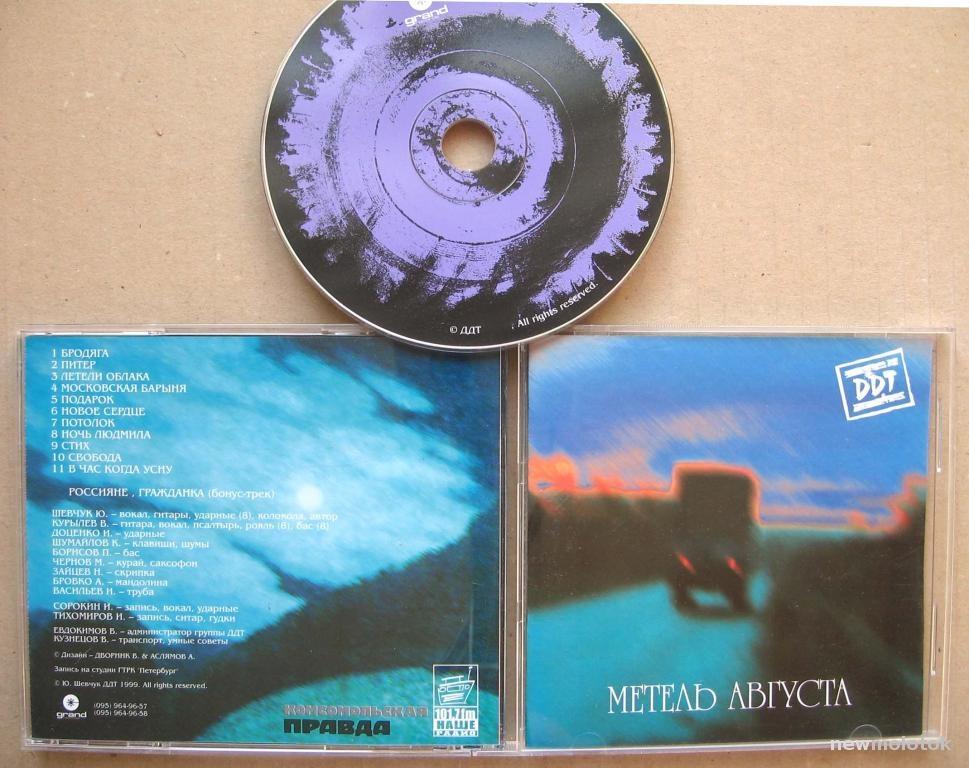 grand
© ДДТ . All rights reserved.
1 БРОДЯГА
2 ПИТЕР
3 ЛЕТЕЛИ ОБЛАКА
4 МОСКОВСКАЯ БАРЫНЯ
5 ПОДАРОК
6 НОВОЕ СЕРДЦЕ
7 ПОТОЛОК
8 НОЧЬ ЛЮДМИЛА
9 СТИХ
10 СВОБОДА
11 В ЧАС КОГДА УСНУ
РОССИЯНЕ , ГРАЖДАНКА (бонус-трек)
ШЕВЧУК Ю. – вокал, гитары, ударные (8), колокола, автор
КУРЫЛЕВ В. – гитара, вокал, псалтырь, рояль (8), бас (8)
ДОЦЕНКО И. – ударные
ШУМАЙЛОВ К. – клавиши, шумы
БОРИСОВ П. – бас
ЧЕРНОВ М. – курай, саксофон
ЗАЙЦЕВ Н. – скрипка
БРОВКО А. – мандолина
ВАСИЛЬЕВ Н. – труба
СОРОКИН И. – запись, вокал, ударные
ТИХОМИРОВ И. – запись, ситар, гудки
ЕВДОКИМОВ В. – администратор группы ДДТ
КУЗНЕЦОВ В. – транспорт, умные советы
© Дизайн – ДВОРНИК В. & АСЛЯМОВ А.
Запись на студии ГТРК "Петербург"
© Ю. Шевчук ДДТ 1999. All rights reserved.
grand
(095) 964-96-57
(095) 964-96-58
КОМСОМОЛЬСКАЯ
ПРАВДА
101.7 fm
НАШЕ
РАДИО
DDT
МЕТЕЛЬ АВГУСТА
newmolotok